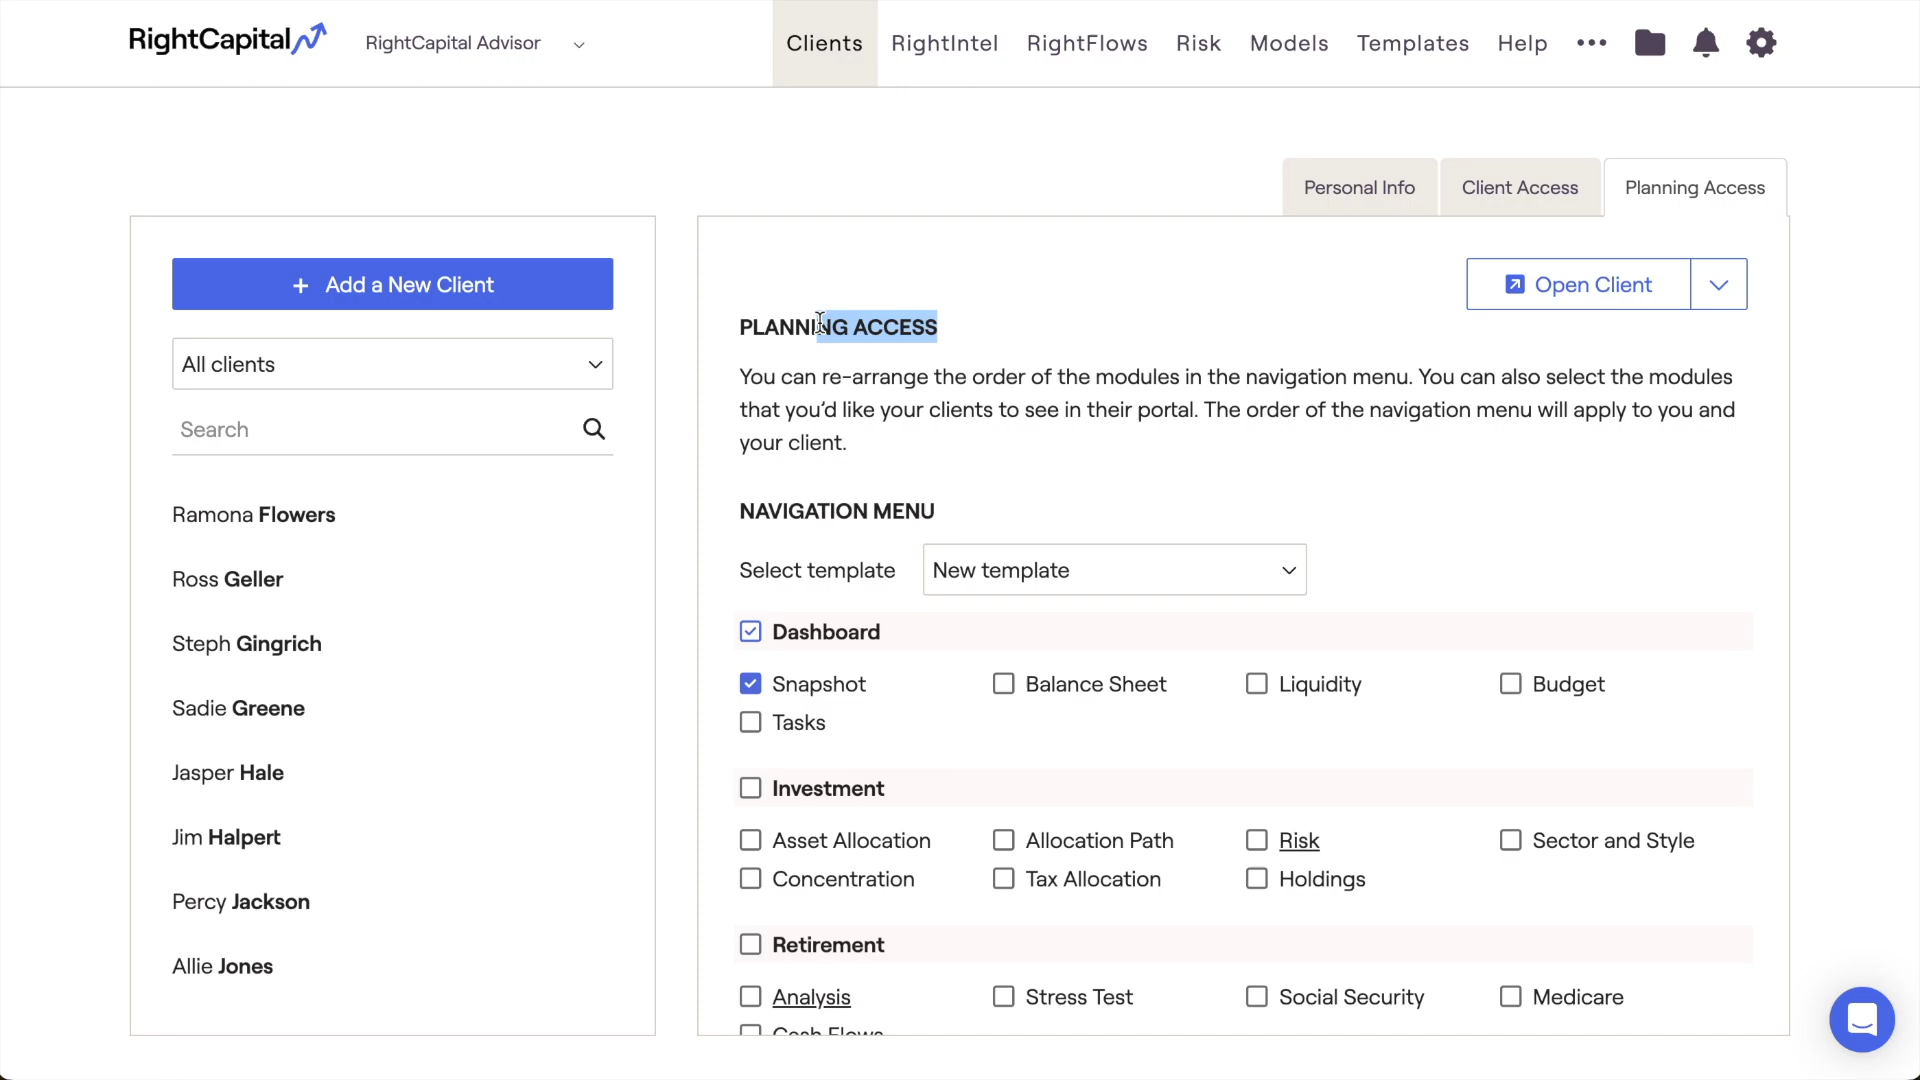 RightCapital
RightCapital Advisor
Clients
RightIntel
RightFlows
Risk
Models
Templates
Help
Personal Info
Client Access
Planning Access
+ Add a New Client
All clients
Search
Ramona Flowers
Ross Geller
Steph Gingrich
Sadie Greene
Jasper Hale
Jim Halpert
Percy Jackson
Allie Jones
Open Client
PLANNING ACCESS
You can re-arrange the order of the modules in the navigation menu. You can also select the modules
that you'd like your clients to see in their portal. The order of the navigation menu will apply to you and
your client.
NAVIGATION MENU
Select template New template
Dashboard
Snapshot Balance Sheet Liquidity Budget
Tasks
Investment
Asset Allocation Allocation Path Risk Sector and Style
Concentration Tax Allocation Holdings
Retirement
Analysis Stress Test Social Security Medicare
Cash Flows